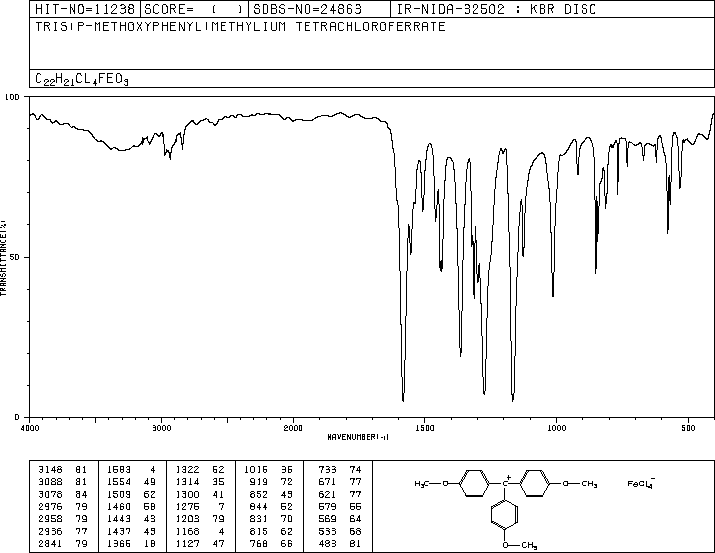 HIT-NO=11238 SCORE= ( ) SDBS-NO=24863 IR-NIDA-32502 : KBR DISC
TRIS(P-METHOXYPHENYL)METHYLIUM TETRACHLOROFERRATE
C22H21CL4FEO3
100
50
0
TRANSMITTANCE(%)
4000 3000 2000 1500 1000 500
WAVENUMBER(-1)
3148 81 1583 4 1322 52 1016 36 733 74
3088 81 1554 49 1314 35 919 72 671 77
3078 84 1509 62 1300 41 852 43 621 77
2976 79 1460 58 1275 7 844 52 579 55
2958 79 1443 43 1203 79 831 70 569 64
2936 77 1437 43 1168 4 815 62 533 68
2841 79 1365 18 1127 47 768 66 483 81
H3C—O C+ O—CH3 FeCl4−
O—CH3